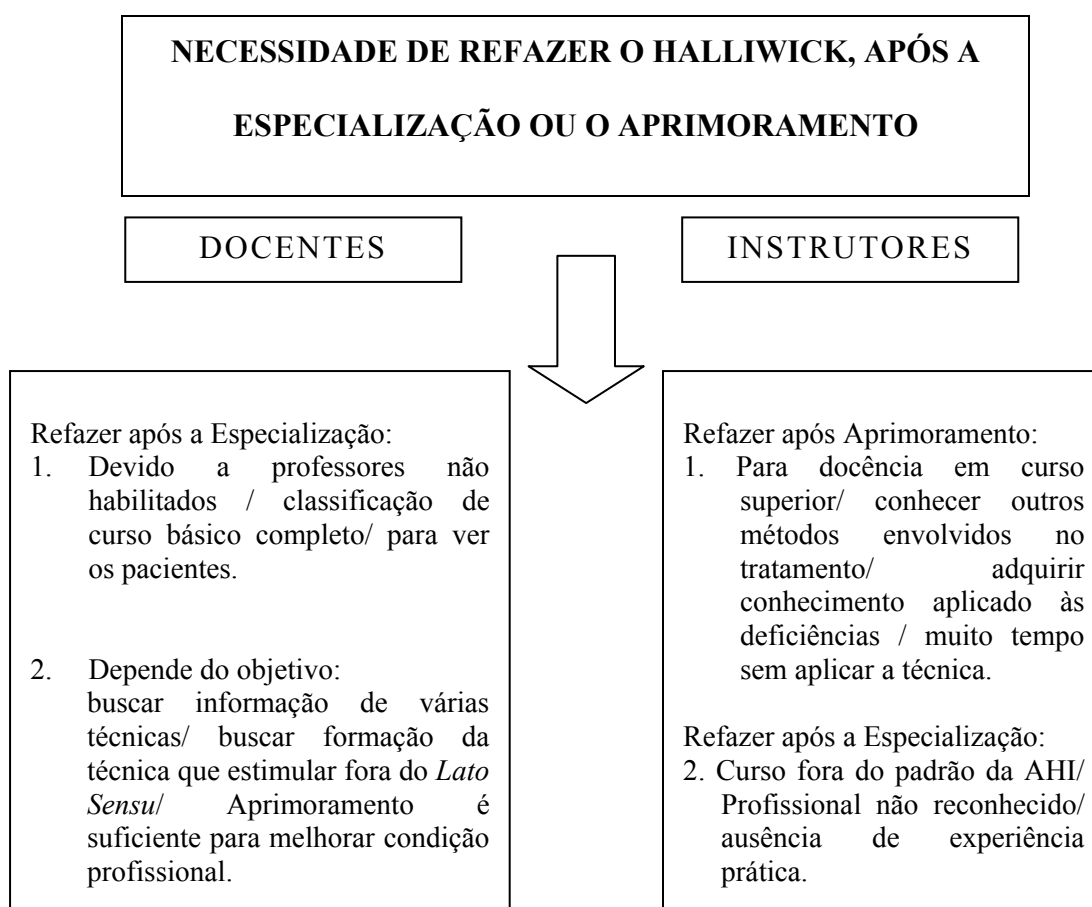 NECESSIDADE DE REFAZER O HALLIWICK, APÓS A
ESPECIALIZAÇÃO OU O APRIMORAMENTO
DOCENTES
INSTRUTORES
Refazer após a Especialização:
1. Devido a professores não
habilitados / classificação de
curso básico completo/ para ver
os pacientes.
2. Depende do objetivo:
buscar informação de várias
técnicas/ buscar formação da
técnica que estimular fora do Lato
Sensu/ Aprimoramento é
suficiente para melhorar condição
profissional.
Refazer após Aprimoramento:
1. Para docência em curso
superior/ conhecer outros
métodos envolvidos no
tratamento/ adquirir
conhecimento aplicado às
deficiências / muito tempo
sem aplicar a técnica.
Refazer após a Especialização:
2. Curso fora do padrão da AHI/
Profissional não reconhecido/
ausência de experiência
prática.